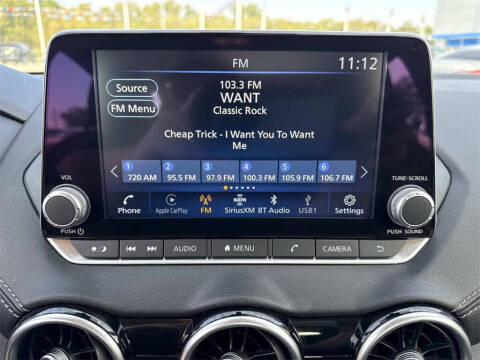 FM
11:12
Source
FM Menu
103.3 FM
WANT
Classic Rock
Cheap Trick - I Want You To Want
Me
1 2 3 4 5 6
720 AM 95.5 FM 97.9 FM 100.3 FM 105.9 FM 106.7 FM
Phone Apple CarPlay FM SiriusXM BT Audio USB1 Settings
VOL
PUSH
TUNE·SCROLL
PUSH SOUND
AUDIO MENU CAMERA